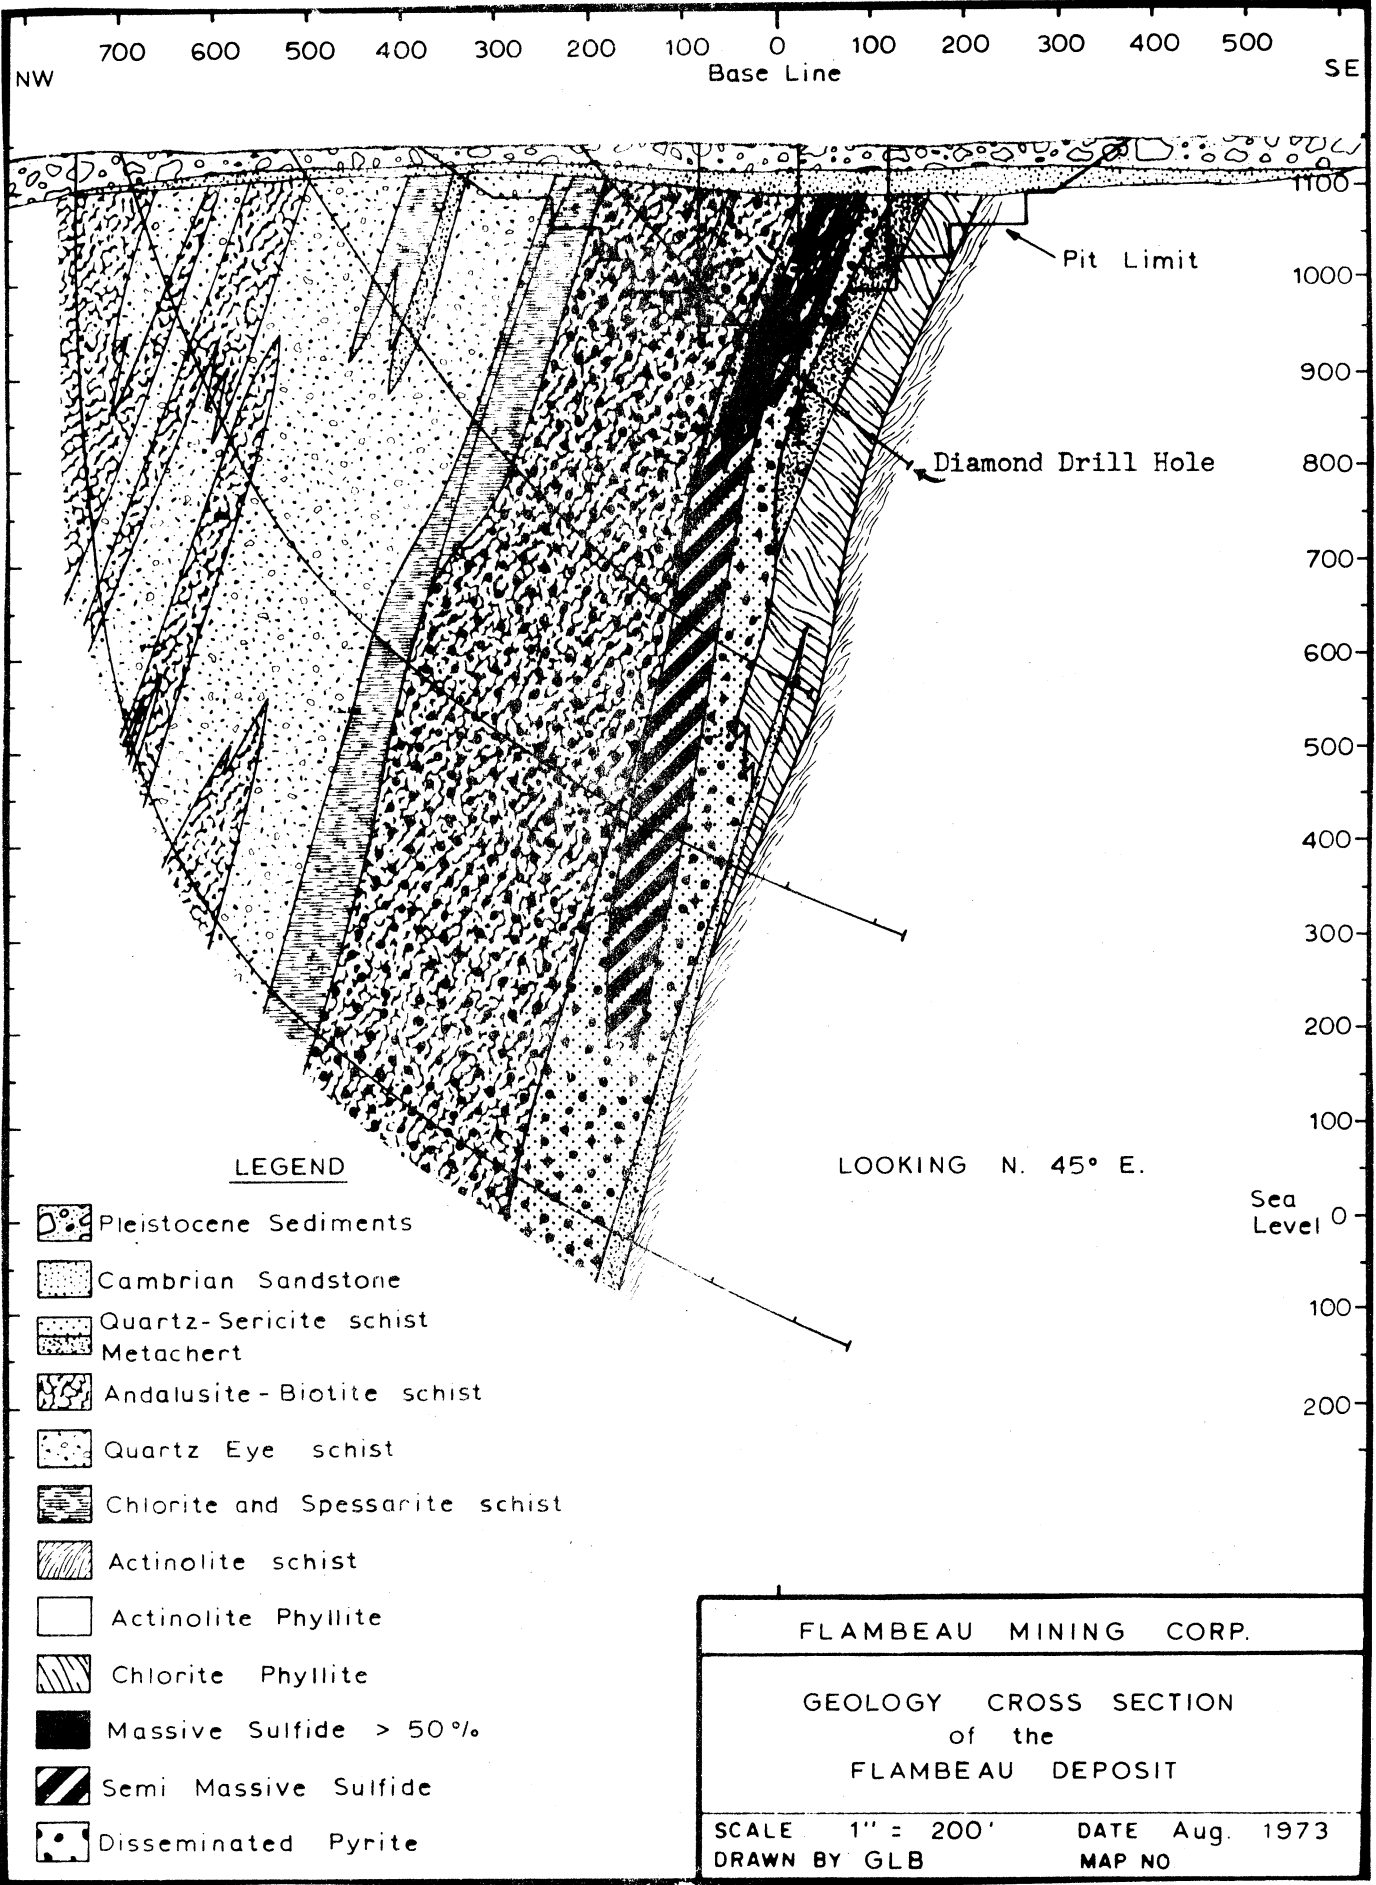 700 600 500 400 300 200 100 0 100 200 300 400 500
NW Base Line SE
1100
Pit Limit
1000
900
Diamond Drill Hole
800
700
600
500
400
300
200
100
LOOKING N. 45° E.
Sea
Level 0
100
200
LEGEND
Pleistocene Sediments
Cambrian Sandstone
Quartz-Sericite schist
Metachert
Andalusite-Biotite schist
Quartz Eye schist
Chlorite and Spessarite schist
Actinolite schist
Actinolite Phyllite
Chlorite Phyllite
Massive Sulfide > 50%
Semi Massive Sulfide
Disseminated Pyrite
FLAMBEAU MINING CORP.
GEOLOGY CROSS SECTION
of the
FLAMBEAU DEPOSIT
SCALE 1" = 200' DATE Aug. 1973
DRAWN BY GLB MAP NO